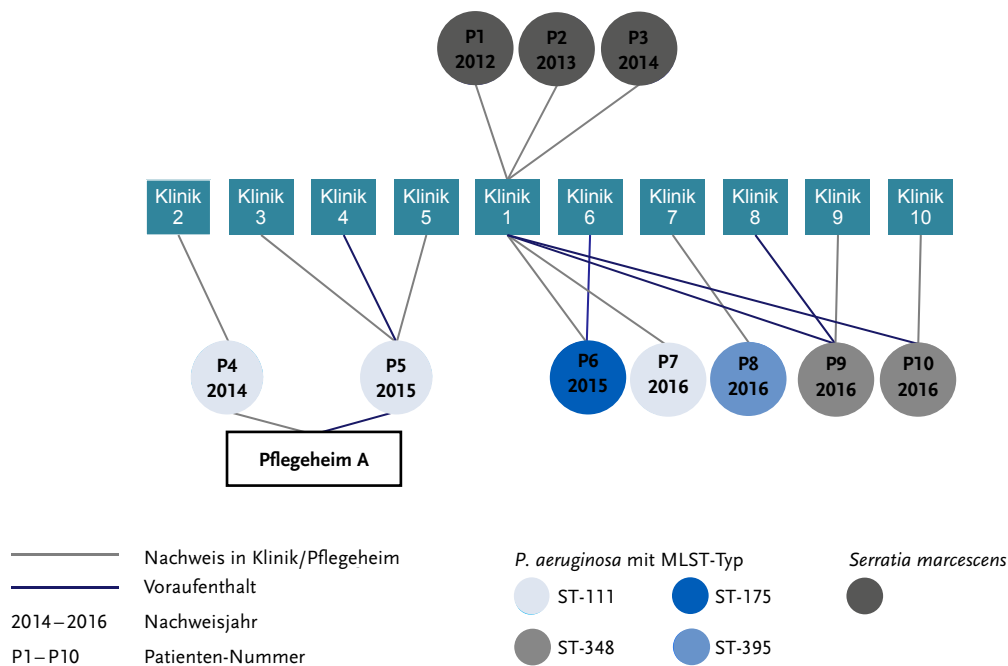 P1
2012
P2
2013
P3
2014
Klinik
2
Klinik
3
Klinik
4
Klinik
5
Klinik
1
Klinik
6
Klinik
7
Klinik
8
Klinik
9
Klinik
10
P4
2014
P5
2015
P6
2015
P7
2016
P8
2016
P9
2016
P10
2016
Pflegeheim A
Nachweis in Klinik/Pflegeheim
Voraufenthalt
2014–2016 Nachweisjahr
P1–P10 Patienten-Nummer
P. aeruginosa mit MLST-Typ
ST-111
ST-175
ST-348
ST-395
Serratia marcescens